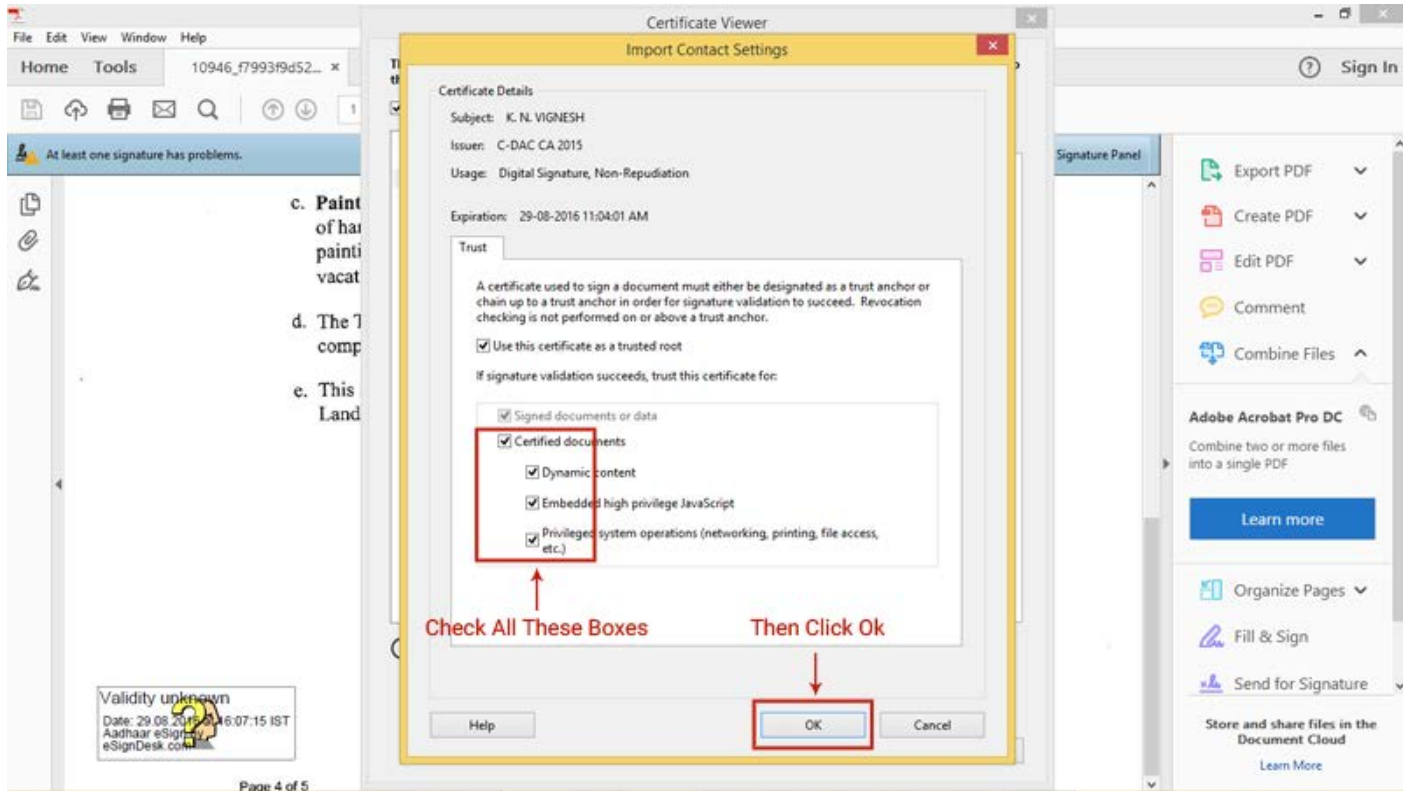 Certificate Viewer
File Edit View Window Help
Import Contact Settings
Home Tools 10946_f7993f9d52... ×
Sign In
1
At least one signature has problems.
Signature Panel
Certificate Details
Subject: K. N. VIGNESH
Issuer: C-DAC CA 2015
Usage: Digital Signature, Non-Repudiation
Expiration: 29-08-2016 11:04:01 AM
Trust
A certificate used to sign a document must either be designated as a trust anchor or
chain up to a trust anchor in order for signature validation to succeed. Revocation
checking is not performed on or above a trust anchor.
Use this certificate as a trusted root
If signature validation succeeds, trust this certificate for:
Signed documents or data
Certified documents
Dynamic content
Embedded high privilege JavaScript
Privileged system operations (networking, printing, file access,
etc.)
Check All These Boxes
Then Click Ok
Help
OK
Cancel
c. Paint
of
painti
vacat
d. The
comp
e. This
Land
Validity unknown
Date: 29.08 16:07:15 IST
Aadhaar
eSignDesk.com
Page 4 of 5
Export PDF
Create PDF
Edit PDF
Comment
Combine Files
Adobe Acrobat Pro DC
Combine two or more files
into a single PDF
Learn more
Organize Pages
Fill & Sign
Send for Signature
Store and share files in the
Document Cloud
Learn More